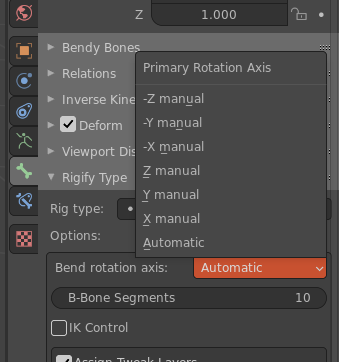 Z 1.000
Bendy Bones
Relations
Inverse Kine
Deform
Viewport Dis
Rigify Type
Primary Rotation Axis
-Z manual
-Y manual
-X manual
Z manual
Y manual
X manual
Automatic
Rig type:
Options:
Bend rotation axis: Automatic
B-Bone Segments 10
IK Control
Assign Tweak Layers